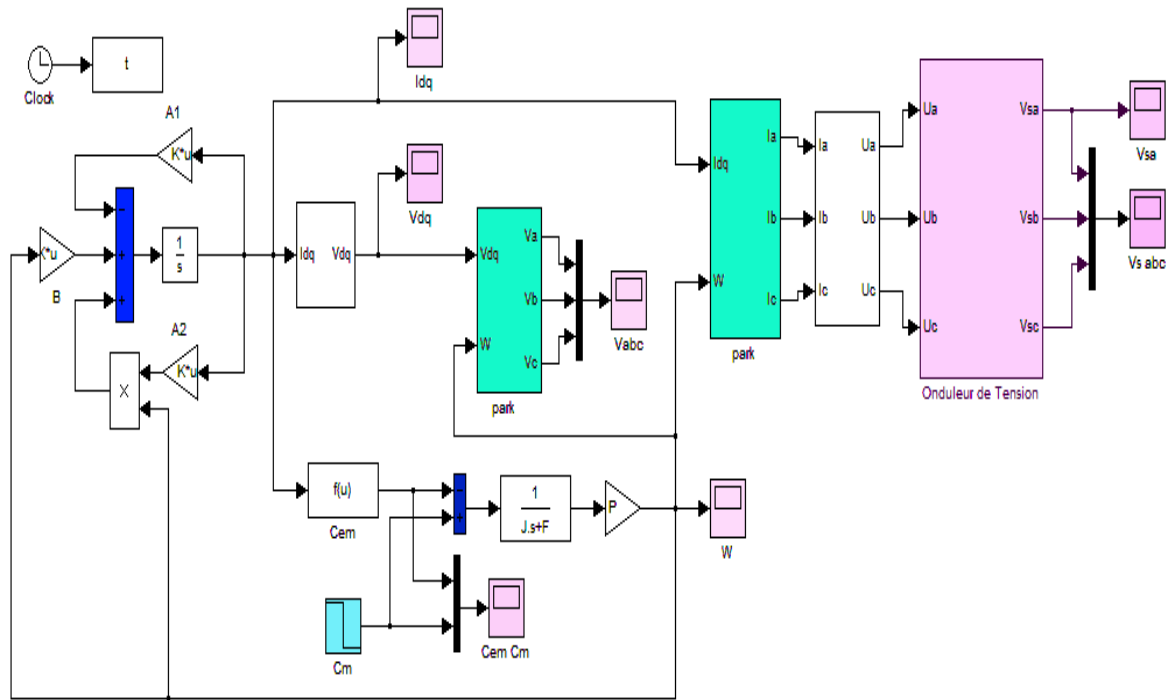 Clock
t
Idq
A1
K*u
Vdq
B
K*u
−
+
+
1
s
Idq
Vdq
Vdq
W
Va
Vb
Vc
park
Vabc
A2
K*u
X
Idq
W
Ia
Ib
Ic
park
Ia
Ib
Ic
Ua
Ub
Uc
Ua
Ub
Uc
Vsa
Vsb
Vsc
Onduleur de Tension
Vsa
Vs abc
f(u)
Cem
−
+
1
J.s+F
P
W
Cm
Cem Cm